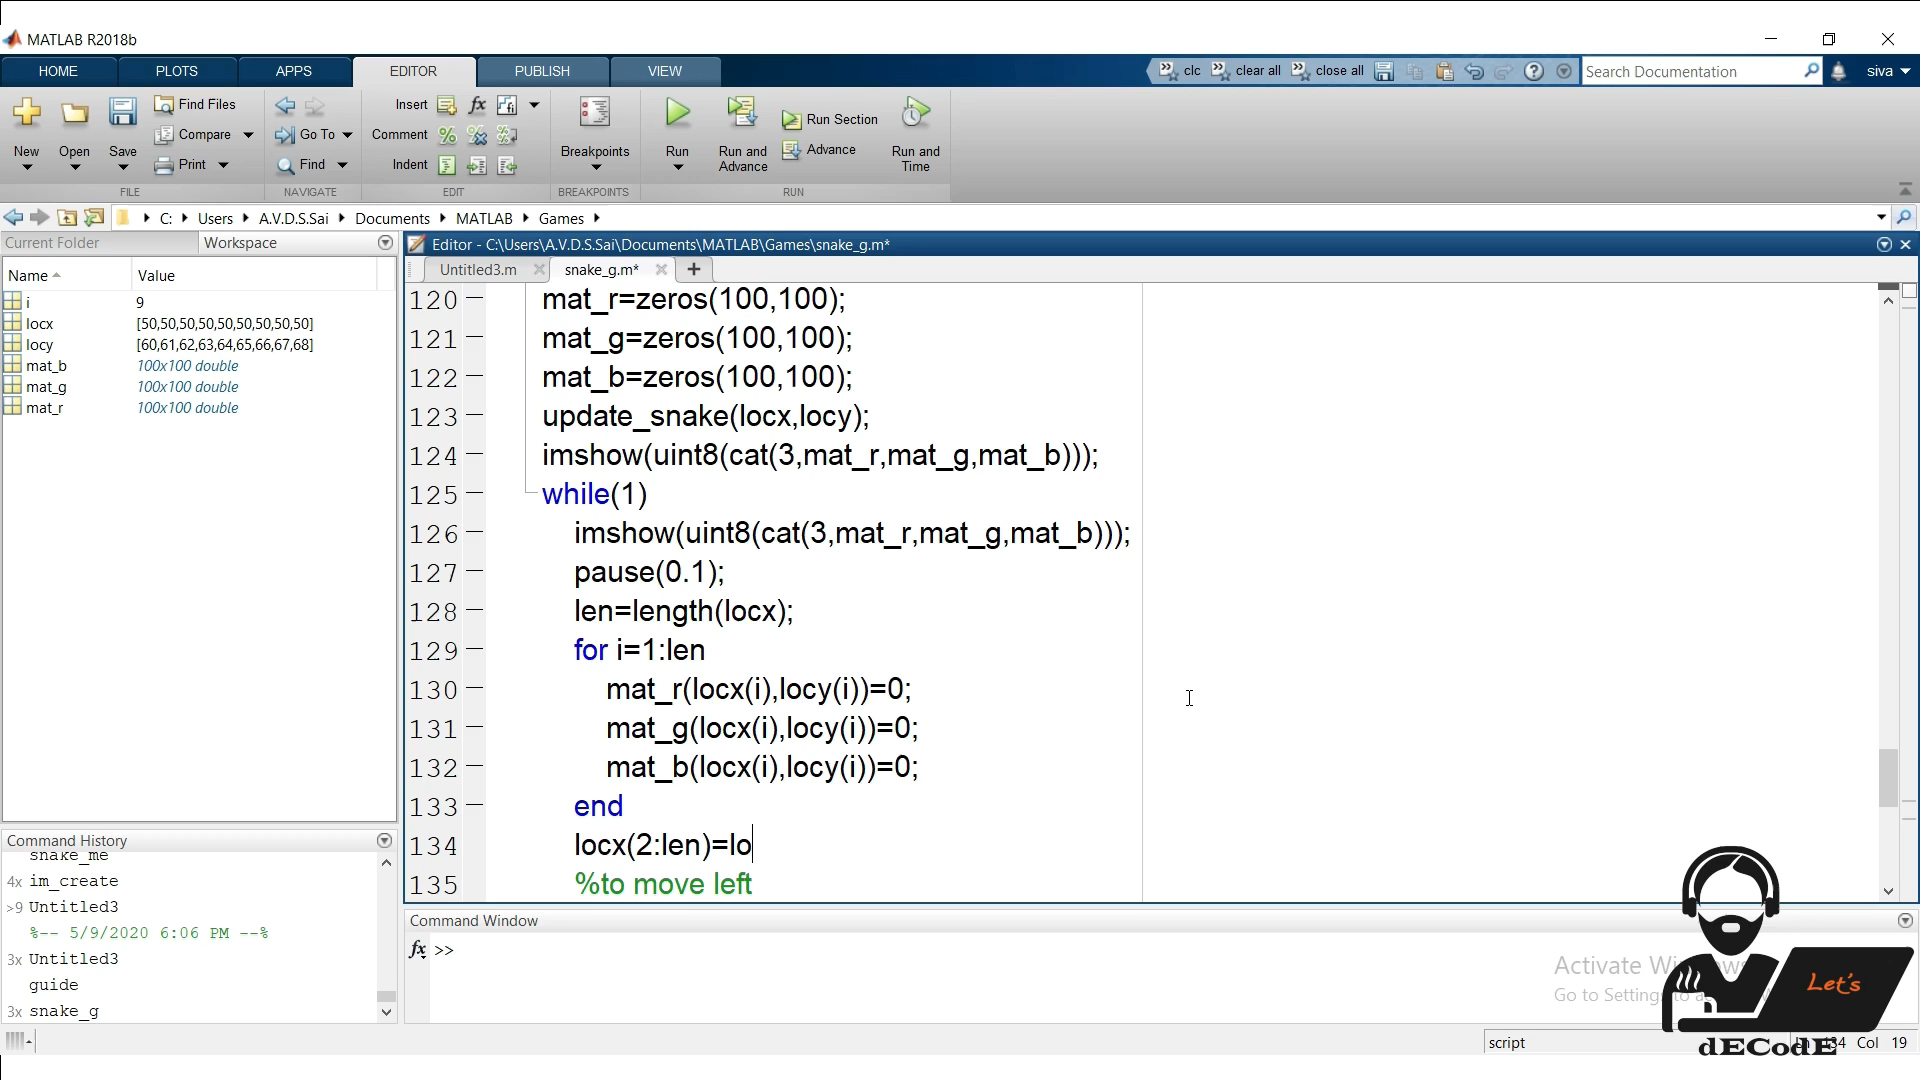 MATLAB R2018b
HOME PLOTS APPS EDITOR PUBLISH VIEW
clc clear all close all Search Documentation siva
New Open Save Find Files Compare Print
FILE
Go To Find
NAVIGATE
Insert fx
Comment
Indent
EDIT
Breakpoints
BREAKPOINTS
Run Run and Advance Run Section Advance Run and Time
RUN
C: Users A.V.D.S.Sai Documents MATLAB Games
Current Folder Workspace
Name Value
i 9
locx [50,50,50,50,50,50,50,50,50]
locy [60,61,62,63,64,65,66,67,68]
mat_b 100x100 double
mat_g 100x100 double
mat_r 100x100 double
Command History
snake_me
4x im_create
>9 Untitled3
%-- 5/9/2020 6:06 PM --%
3x Untitled3
guide
3x snake_g
Editor - C:\Users\A.V.D.S.Sai\Documents\MATLAB\Games\snake_g.m*
Untitled3.m snake_g.m*
120 mat_r=zeros(100,100);
121 mat_g=zeros(100,100);
122 mat_b=zeros(100,100);
123 update_snake(locx,locy);
124 imshow(uint8(cat(3,mat_r,mat_g,mat_b)));
125 while(1)
126 imshow(uint8(cat(3,mat_r,mat_g,mat_b)));
127 pause(0.1);
128 len=length(locx);
129 for i=1:len
130 mat_r(locx(i),locy(i))=0;
131 mat_g(locx(i),locy(i))=0;
132 mat_b(locx(i),locy(i))=0;
133 end
134 locx(2:len)=lo
135 %to move left
Command Window
fx >>
Activate
Go to Setting
Let's
dECodE
script 134 Col 19